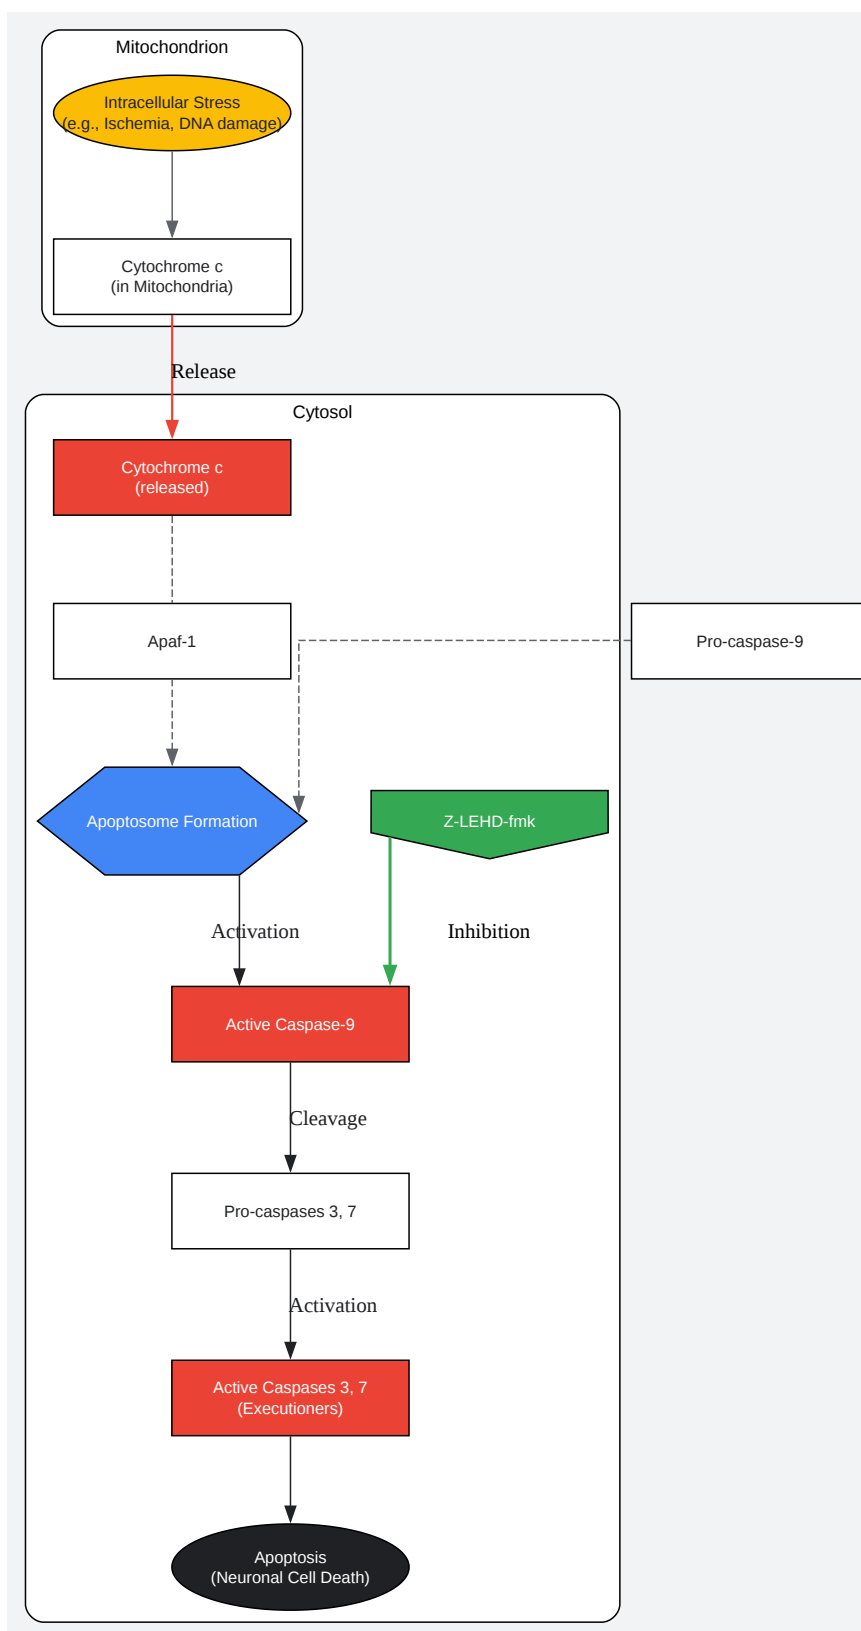 Mitochondrion
Intracellular Stress
(e.g., Ischemia, DNA damage)
Cytochrome c
(in Mitochondria)
Release
Cytosol
Cytochrome c
(released)
Apaf-1
Pro-caspase-9
Apoptosome Formation
Z-LEHD-fmk
Activation
Inhibition
Active Caspase-9
Cleavage
Pro-caspases 3, 7
Activation
Active Caspases 3, 7
(Executioners)
Apoptosis
(Neuronal Cell Death)